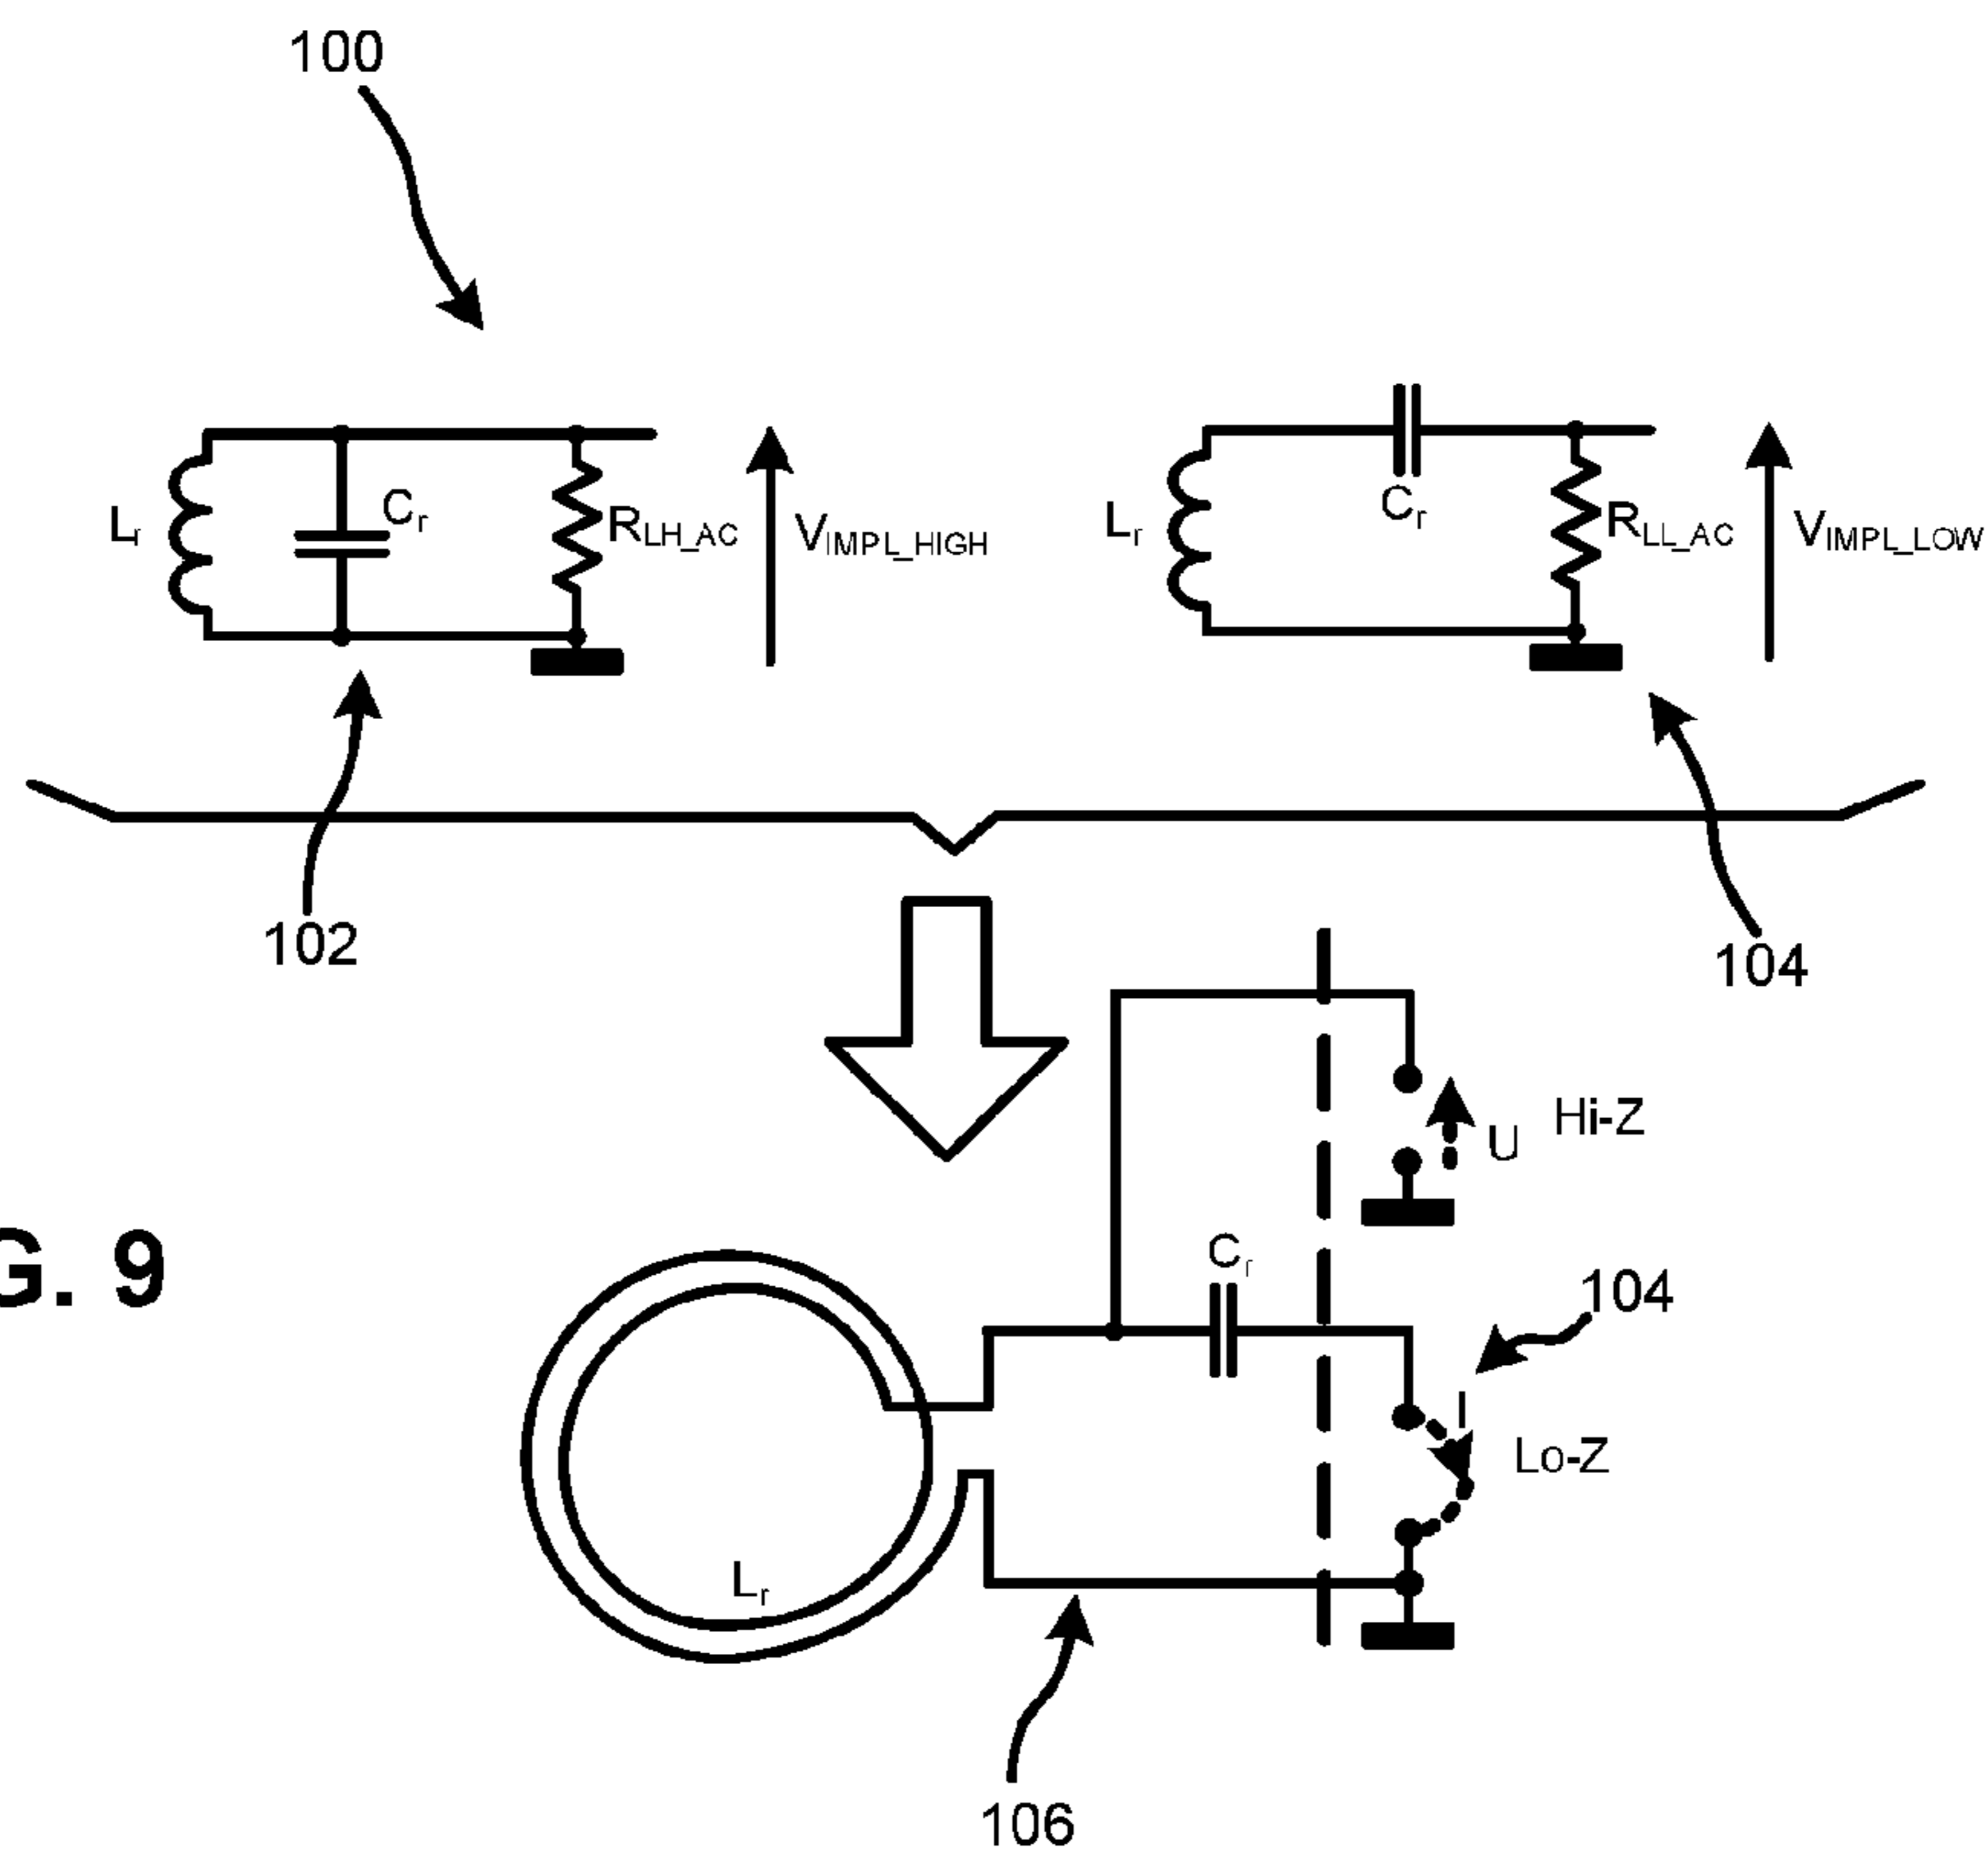 100
Lr
Cr
RLH_AC
VIMPL_HIGH
Lr
Cr
RLL_AC
VIMPL_LOW
102
104
Hi-Z
U
G. 9
Cr
104
I
Lo-Z
Lr
106